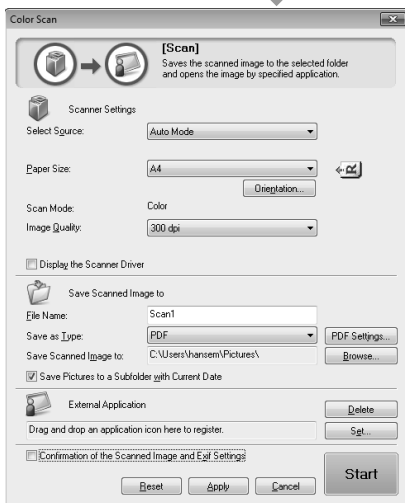 Color Scan
[Scan]
Saves the scanned image to the selected folder
and opens the image by specified application.
Scanner Settings
Select Source: Auto Mode
Paper Size: A4
R
Orientation...
Scan Mode: Color
Image Quality: 300 dpi
Display the Scanner Driver
Save Scanned Image to
File Name: Scan1
Save as Type: PDF PDF Settings...
Save Scanned Image to: C:\Users\hansem\Pictures\ Browse...
Save Pictures to a Subfolder with Current Date
External Application Delete
Drag and drop an application icon here to register. Set...
Confirmation of the Scanned Image and Exif Settings
Reset Apply Cancel Start